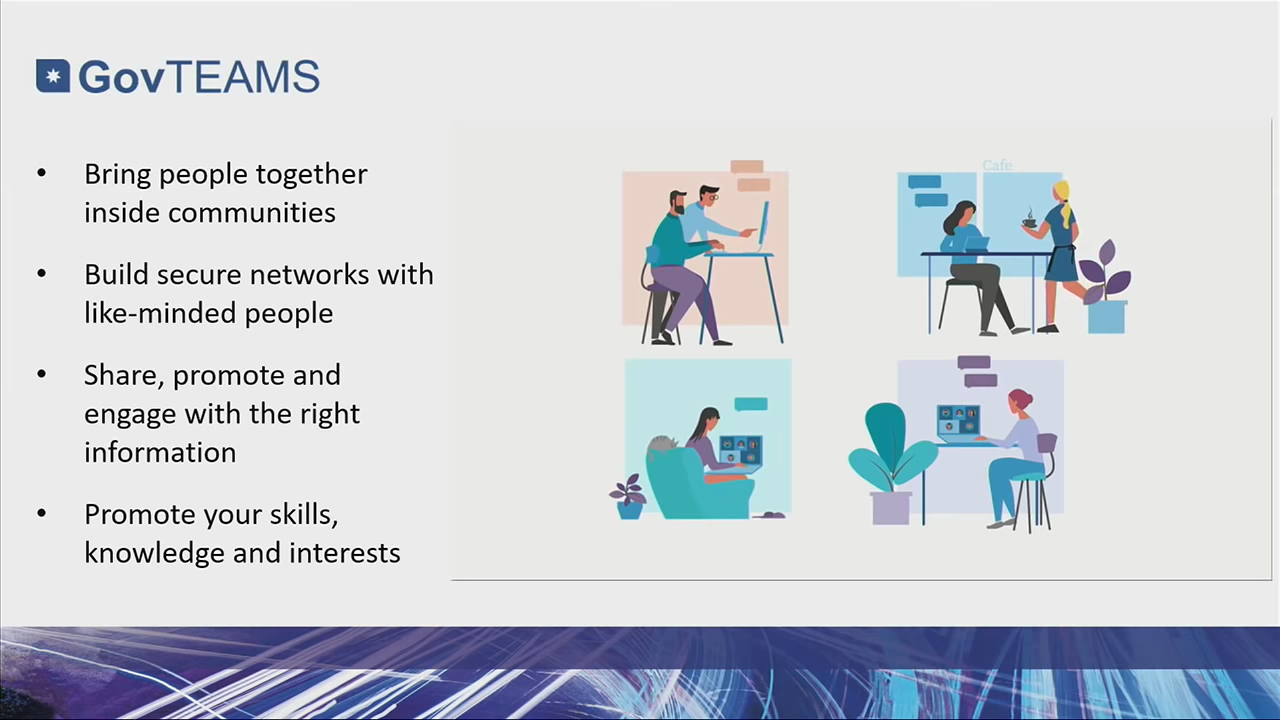 GovTEAMS
• Bring people together
inside communities
• Build secure networks with
like-minded people
• Share, promote and
engage with the right
information
• Promote your skills,
knowledge and interests
Cafe